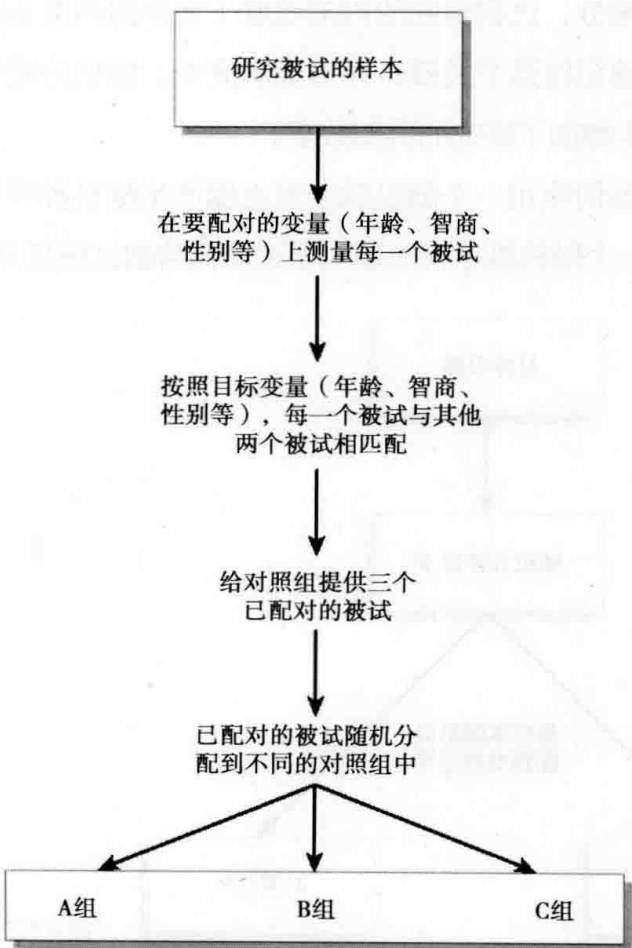 研究被试的样本
在要配对的变量（年龄、智商、
性别等）上测量每一个被试
按照目标变量（年龄、智商、
性别等），每一个被试与其他
两个被试相匹配
给对照组提供三个
已配对的被试
已配对的被试随机分
配到不同的对照组中
A组
B组
C组